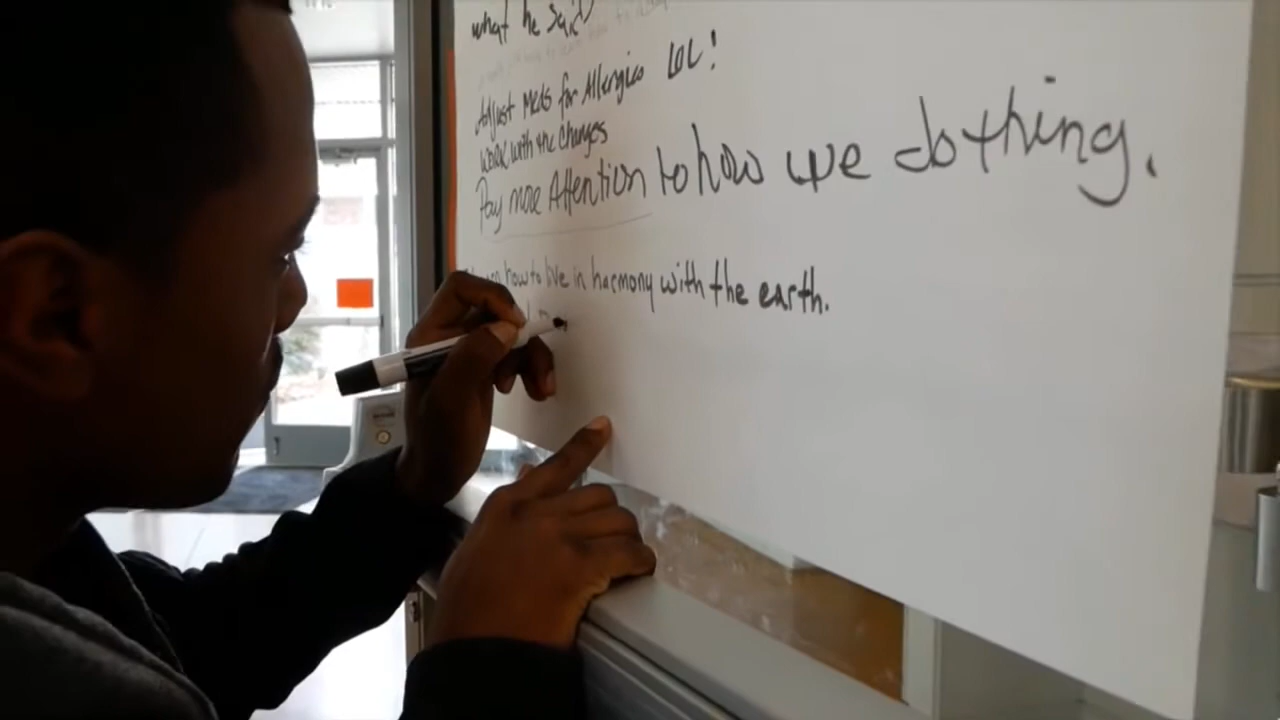 what he said
Adjust Meds for Allergies LOL!
work with the changes
Pay more Attention to how we do thing.
how to live in harmony with the earth.